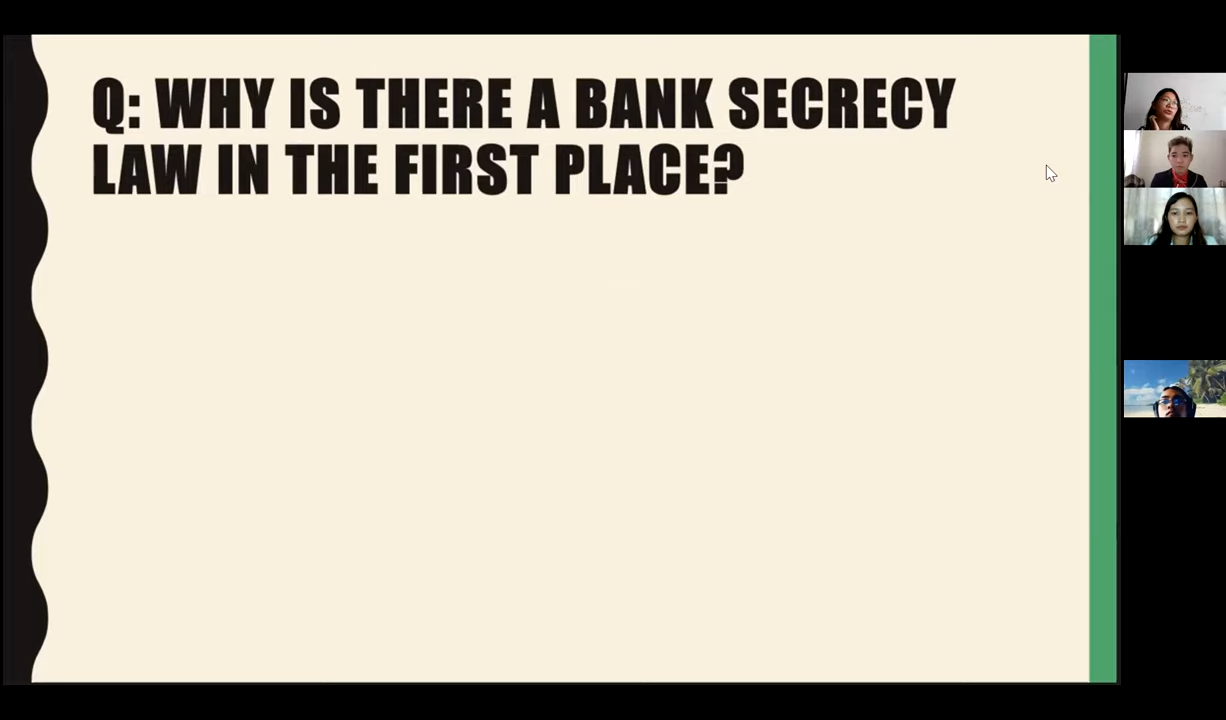 Q: WHY IS THERE A BANK SECRECY
LAW IN THE FIRST PLACE?